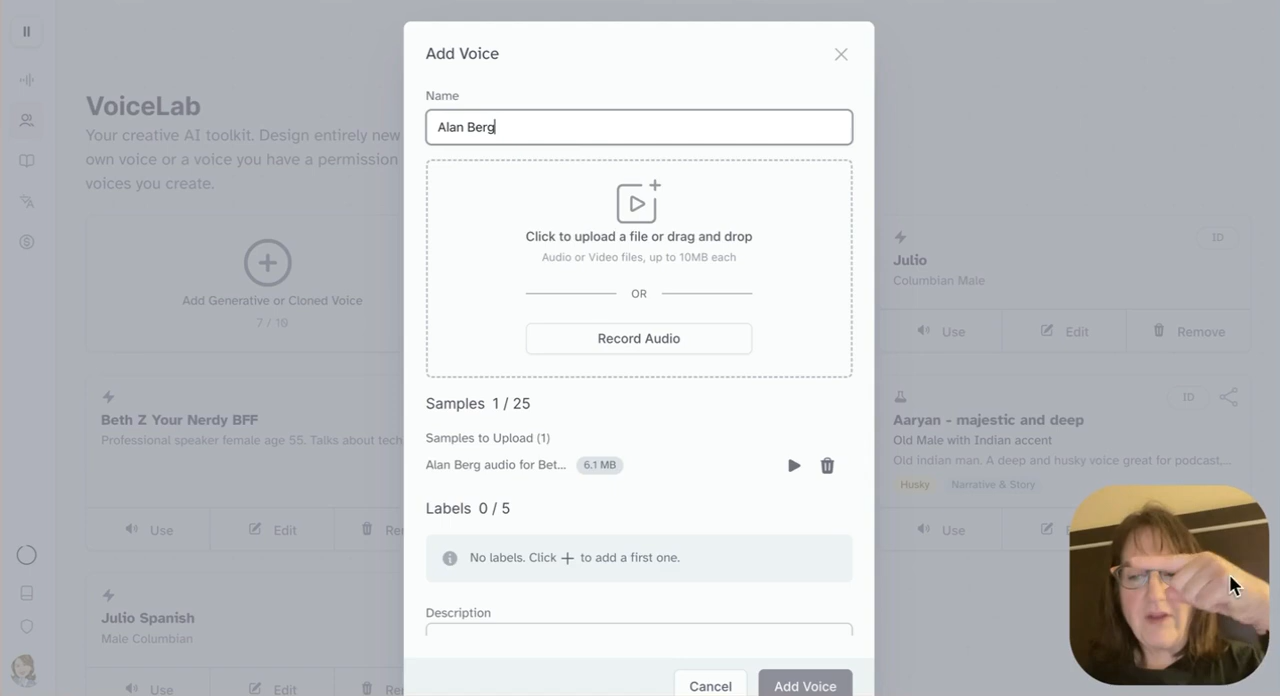 Add Voice
Name
Alan Berg
Click to upload a file or drag and drop
Audio or Video files, up to 10MB each
OR
Record Audio
Samples 1 / 25
Samples to Upload (1)
Alan Berg audio for Bet... 6.1 MB
Labels 0 / 5
No labels. Click + to add a first one.
Description
Cancel
Add Voice
VoiceLab
Your creative AI toolkit. Design entirely new
own voice or a voice you have a permission
voices you create.
Add Generative or Cloned Voice
7 / 10
ID
Julio
Columbian Male
Use
Edit
Remove
Beth Z Your Nerdy BFF
Professional speaker female age 55. Talks about tech
Use
Edit
ID
Aaryan - majestic and deep
Old Male with Indian accent
Old indian man. A deep and husky voice great for podcast,...
Husky
Narrative & Story
Use
Julio Spanish
Male Columbian
Use
Edit